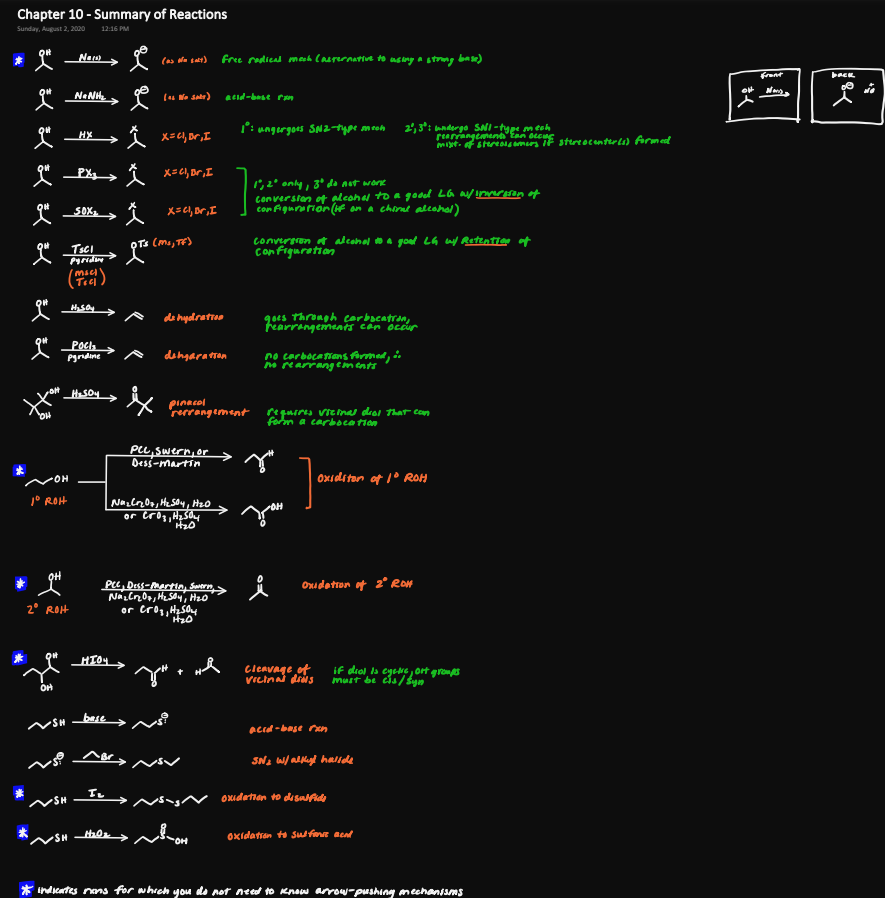 Chapter 10 - Summary of Reactions
Sunday, August 2, 2020 12:16 PM
* OH Na(s) O⊖ (as Na salt) free radical mech (alternative to using a strong base)
front OH Na(s)
back O⊖
OH NaNH₂ O⊖ (as Na salt) acid-base rxn
OH HX X X=Cl, Br, I 1°: undergoes SN2-type mech 2°, 3°: undergo SN1-type mech
rearrangements can occur
mixt. of stereoisomers if stereocenter(s) formed
OH PX₃ X X=Cl, Br, I
1°, 2° only, 3° do not work
conversion of alcohol to a good LG w/ inversion of
configuration (if on a chiral alcohol)
OH SOX₂ X X=Cl, Br, I
OH TsCl pyridine OTs (Ms, Tf)
(MsCl
TsCl)
conversion of alcohol to a good LG w/ Retention of
configuration
OH H₂SO₄ dehydration goes through carbocation,
rearrangements can occur
OH POCl₃ pyridine dehydration no carbocations formed, ∴
no rearrangements
OH OH H₂SO₄ O pinacol
rerrangement requires vicinal diol that can
form a carbocation
* OH PCC, Swern, or
Dess-Martin H O
1° ROH
Oxiditon of 1° ROH
Na₂Cr₂O₇, H₂SO₄, H₂O
or CrO₃, H₂SO₄
H₂O
OH O
* OH PCC, Dess-Martin, Swern
Na₂Cr₂O₇, H₂SO₄, H₂O
or CrO₃, H₂SO₄
H₂O
O Oxidation of 2° ROH
2° ROH
* OH OH HIO₄ H O + H O Cleavage of
vicinal diols if diol is cyclic, OH groups
must be cis/syn
SH base S⊖ acid-base rxn
S⊖ Br S SN₂ w/ alkyl halide
* SH I₂ S-S oxidation to disulfide
* SH H₂O₂ S O OH oxidation to sulfonic acid
* indicates rxns for which you do not need to know arrow-pushing mechanisms